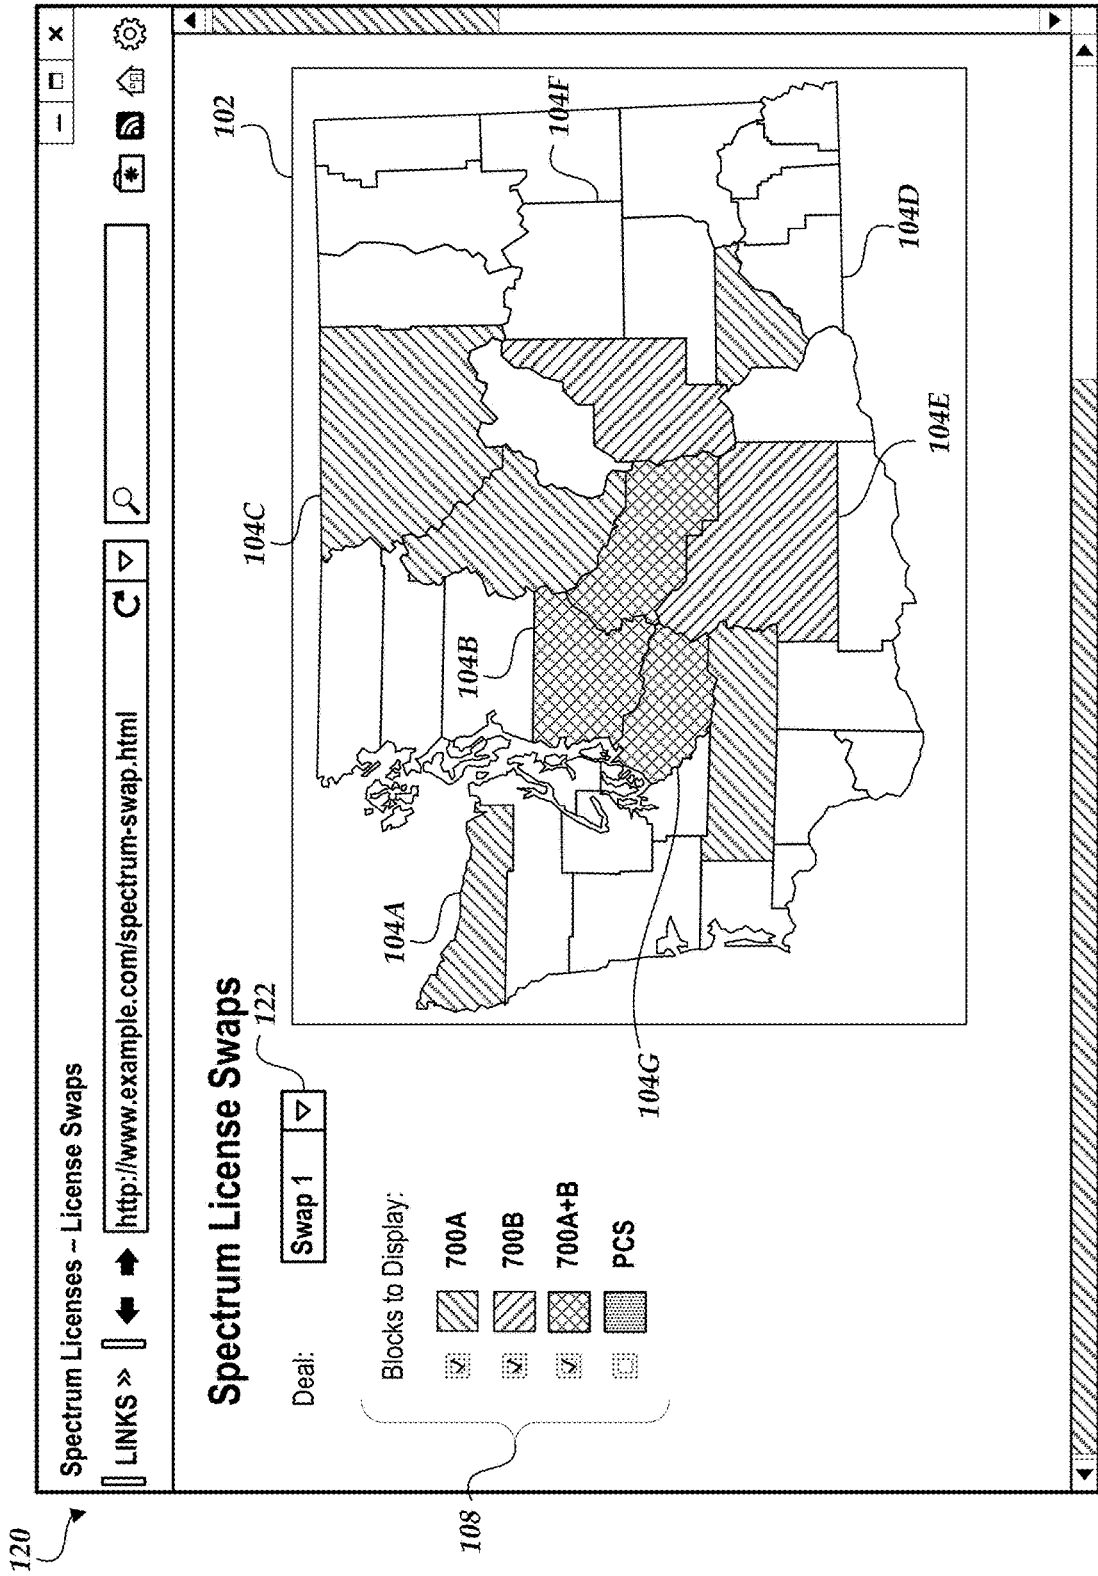 120
Spectrum Licenses – License Swaps
LINKS »
http://www.example.com/spectrum-swap.html
Spectrum License Swaps
Deal:
Swap 1
122
102
Blocks to Display:
700A
700B
700A+B
PCS
108
104A
104B
104C
104F
104G
104E
104D